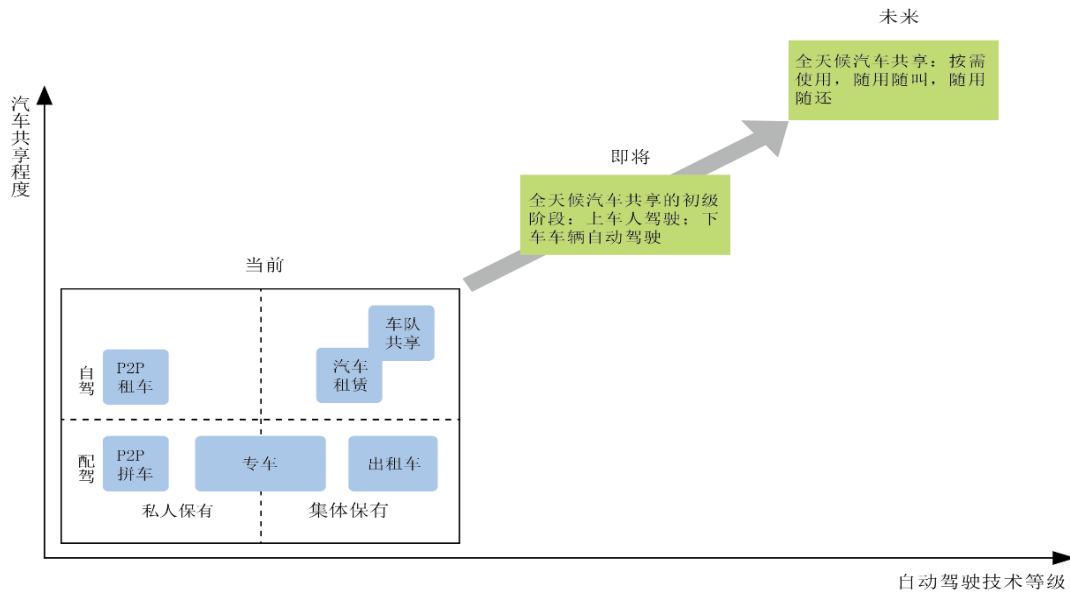 未来
全天候汽车共享：按需
使用，随用随叫，随用
随还
汽车共享程度
即将
全天候汽车共享的初级
阶段：上车人驾驶；下
车车辆自动驾驶
当前
自驾
P2P
租车
汽车
租赁
车队
共享
配驾
P2P
拼车
专车
出租车
私人保有
集体保有
自动驾驶技术等级